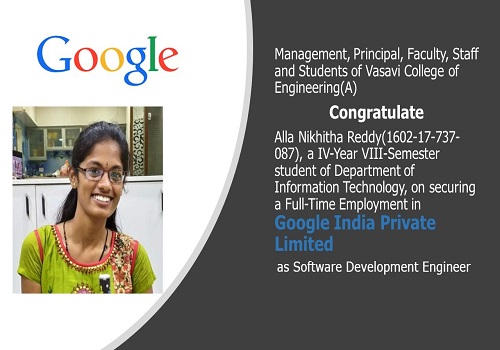 Google
Management, Principal, Faculty, Staff
and Students of Vasavi College of
Engineering(A)
Congratulate
Alla Nikhitha Reddy(1602-17-737-
087), a IV-Year VIII-Semester
student of Department of
Information Technology, on securing
a Full-Time Employment in
Google India Private
Limited
as Software Development Engineer